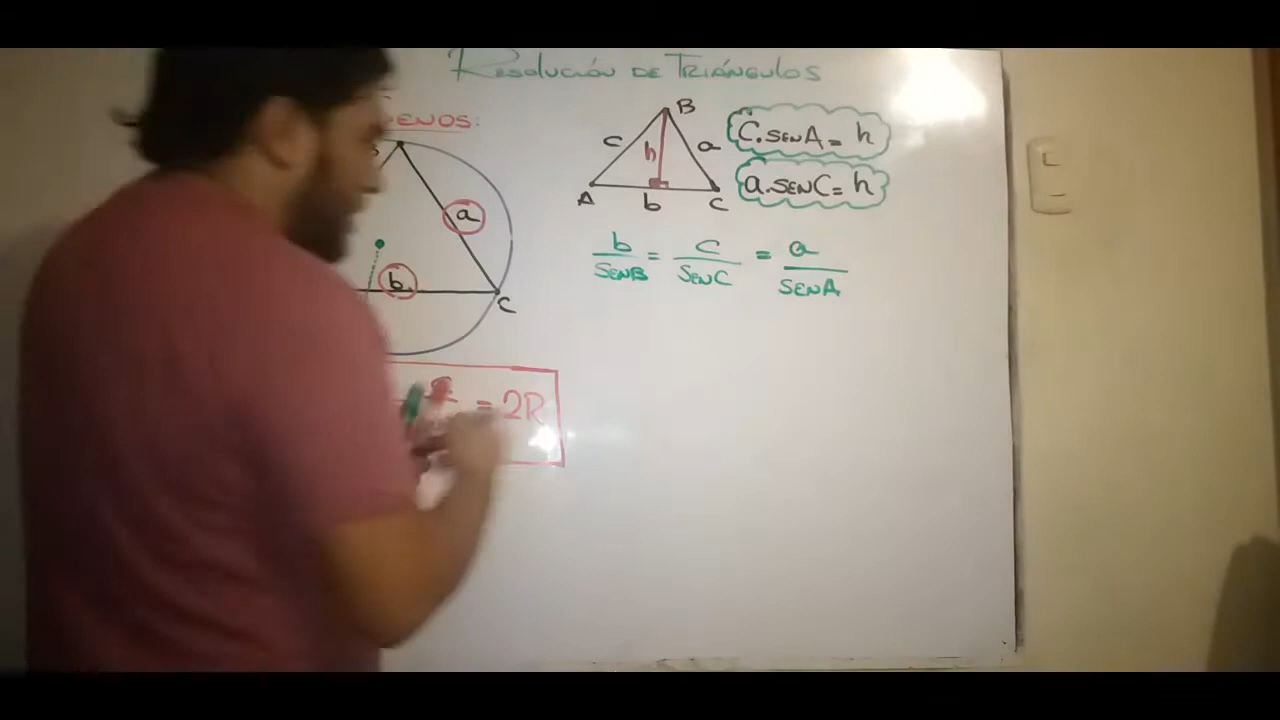 Resolución de Triángulos
ENOS:
B
c h a
A b C
C.senA = h
a.senC = h
a
b
C
b/senB = c/senC = a/senA
= 2R